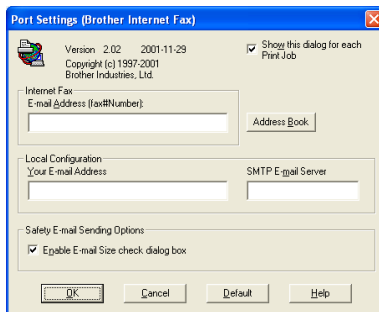 Port Settings (Brother Internet Fax)
Version 2.02 2001-11-29
Copyright (c) 1997-2001
Brother Industries, Ltd.
Show this dialog for each
Print Job
Internet Fax
E-mail Address (fax#Number):
Address Book
Local Configuration
Your E-mail Address
SMTP E-mail Server
Safety E-mail Sending Options
Enable E-mail Size check dialog box
OK
Cancel
Default
Help